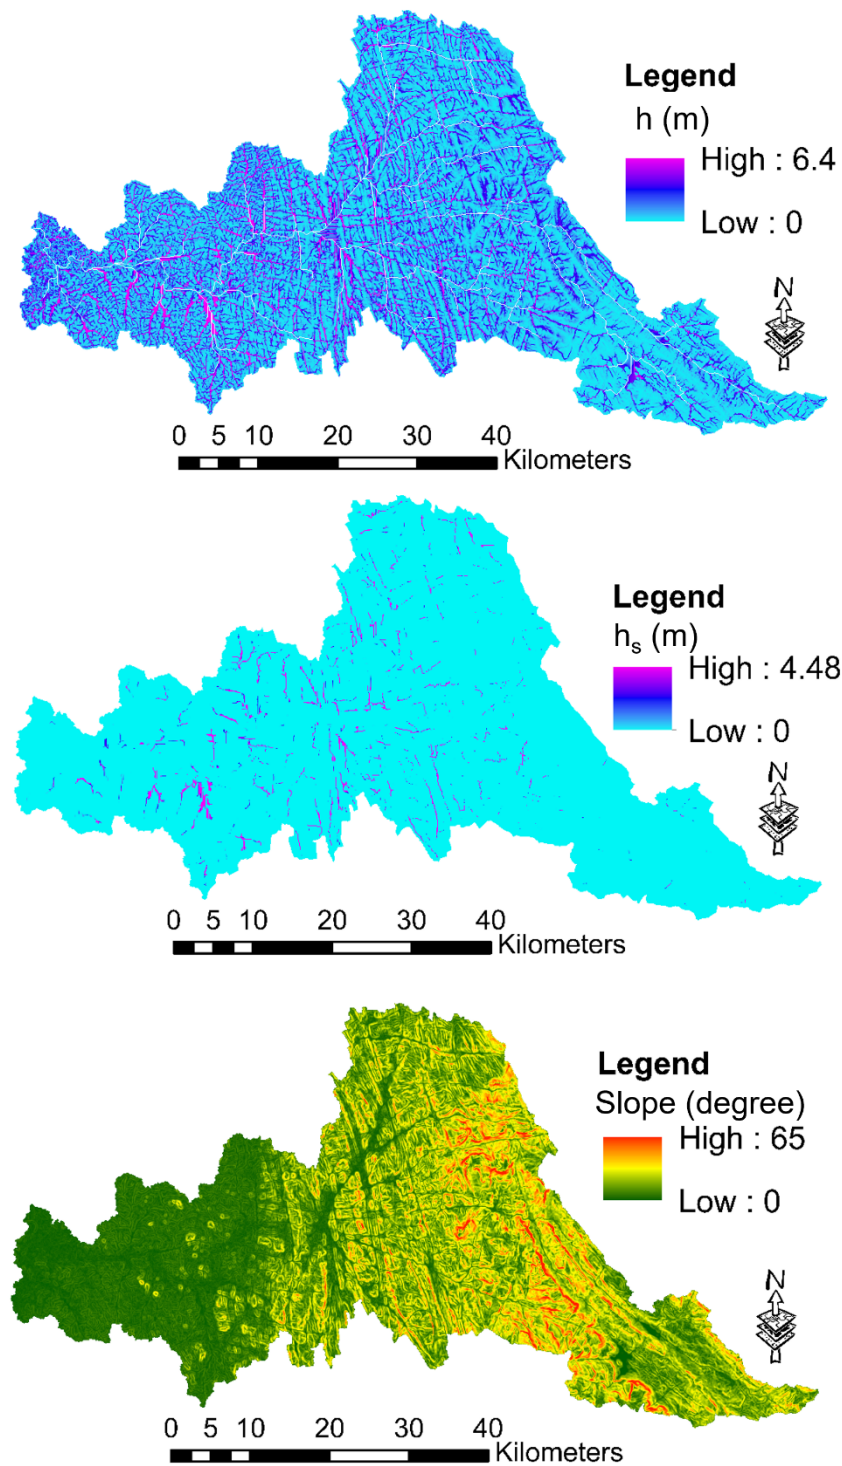 Legend
h (m)
High : 6.4
Low : 0
N
0 5 10 20 30 40
Kilometers
Legend
hs (m)
High : 4.48
Low : 0
N
0 5 10 20 30 40
Kilometers
Legend
Slope (degree)
High : 65
Low : 0
N
0 5 10 20 30 40
Kilometers